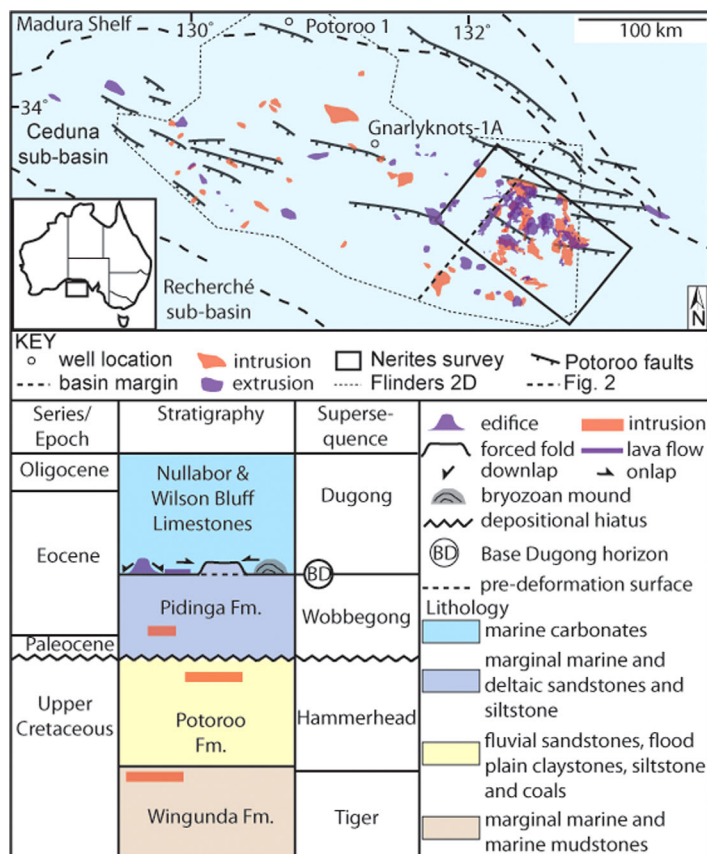 Madura Shelf
130
Potoroo 1
132
100 km
34°
Ceduna
sub-basin
Gnarlyknots-1A
Recherché
sub-basin
N
KEY
well location
intrusion
Nerites survey
Potoroo faults
basin margin
extrusion
Flinders 2D
Fig. 2
Series/
Epoch
Stratigraphy
Superse-
quence
Oligocene
Eocene
Paleocene
Upper
Cretaceous
Nullabor &
Wilson Bluff
Limestones
Pidinga Fm.
Potoroo
Fm.
Wingunda Fm.
Dugong
BD
Wobbegong
Hammerhead
Tiger
edifice
intrusion
forced fold
lava flow
downlap
onlap
bryozoan mound
depositional hiatus
BD Base Dugong horizon
pre-deformation surface
Lithology
marine carbonates
marginal marine and
deltaic sandstones and
siltstone
fluvial sandstones, flood
plain claystones, siltstone
and coals
marginal marine and
marine mudstones